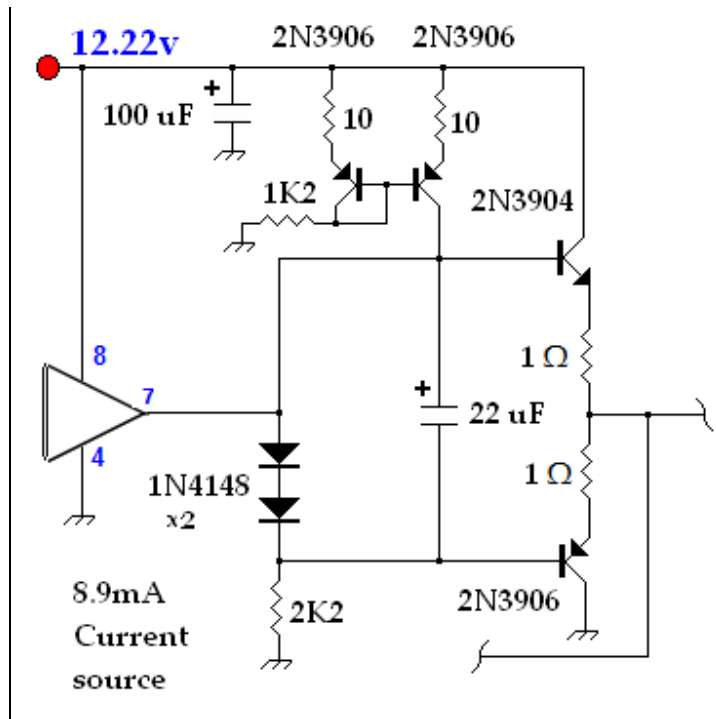 12.22v
2N3906 2N3906
+
100 uF
10
10
1K2
2N3904
8
7
4
1 Ω
+
22 uF
1N4148
x2
1 Ω
8.9mA
Current
source
2K2
2N3906